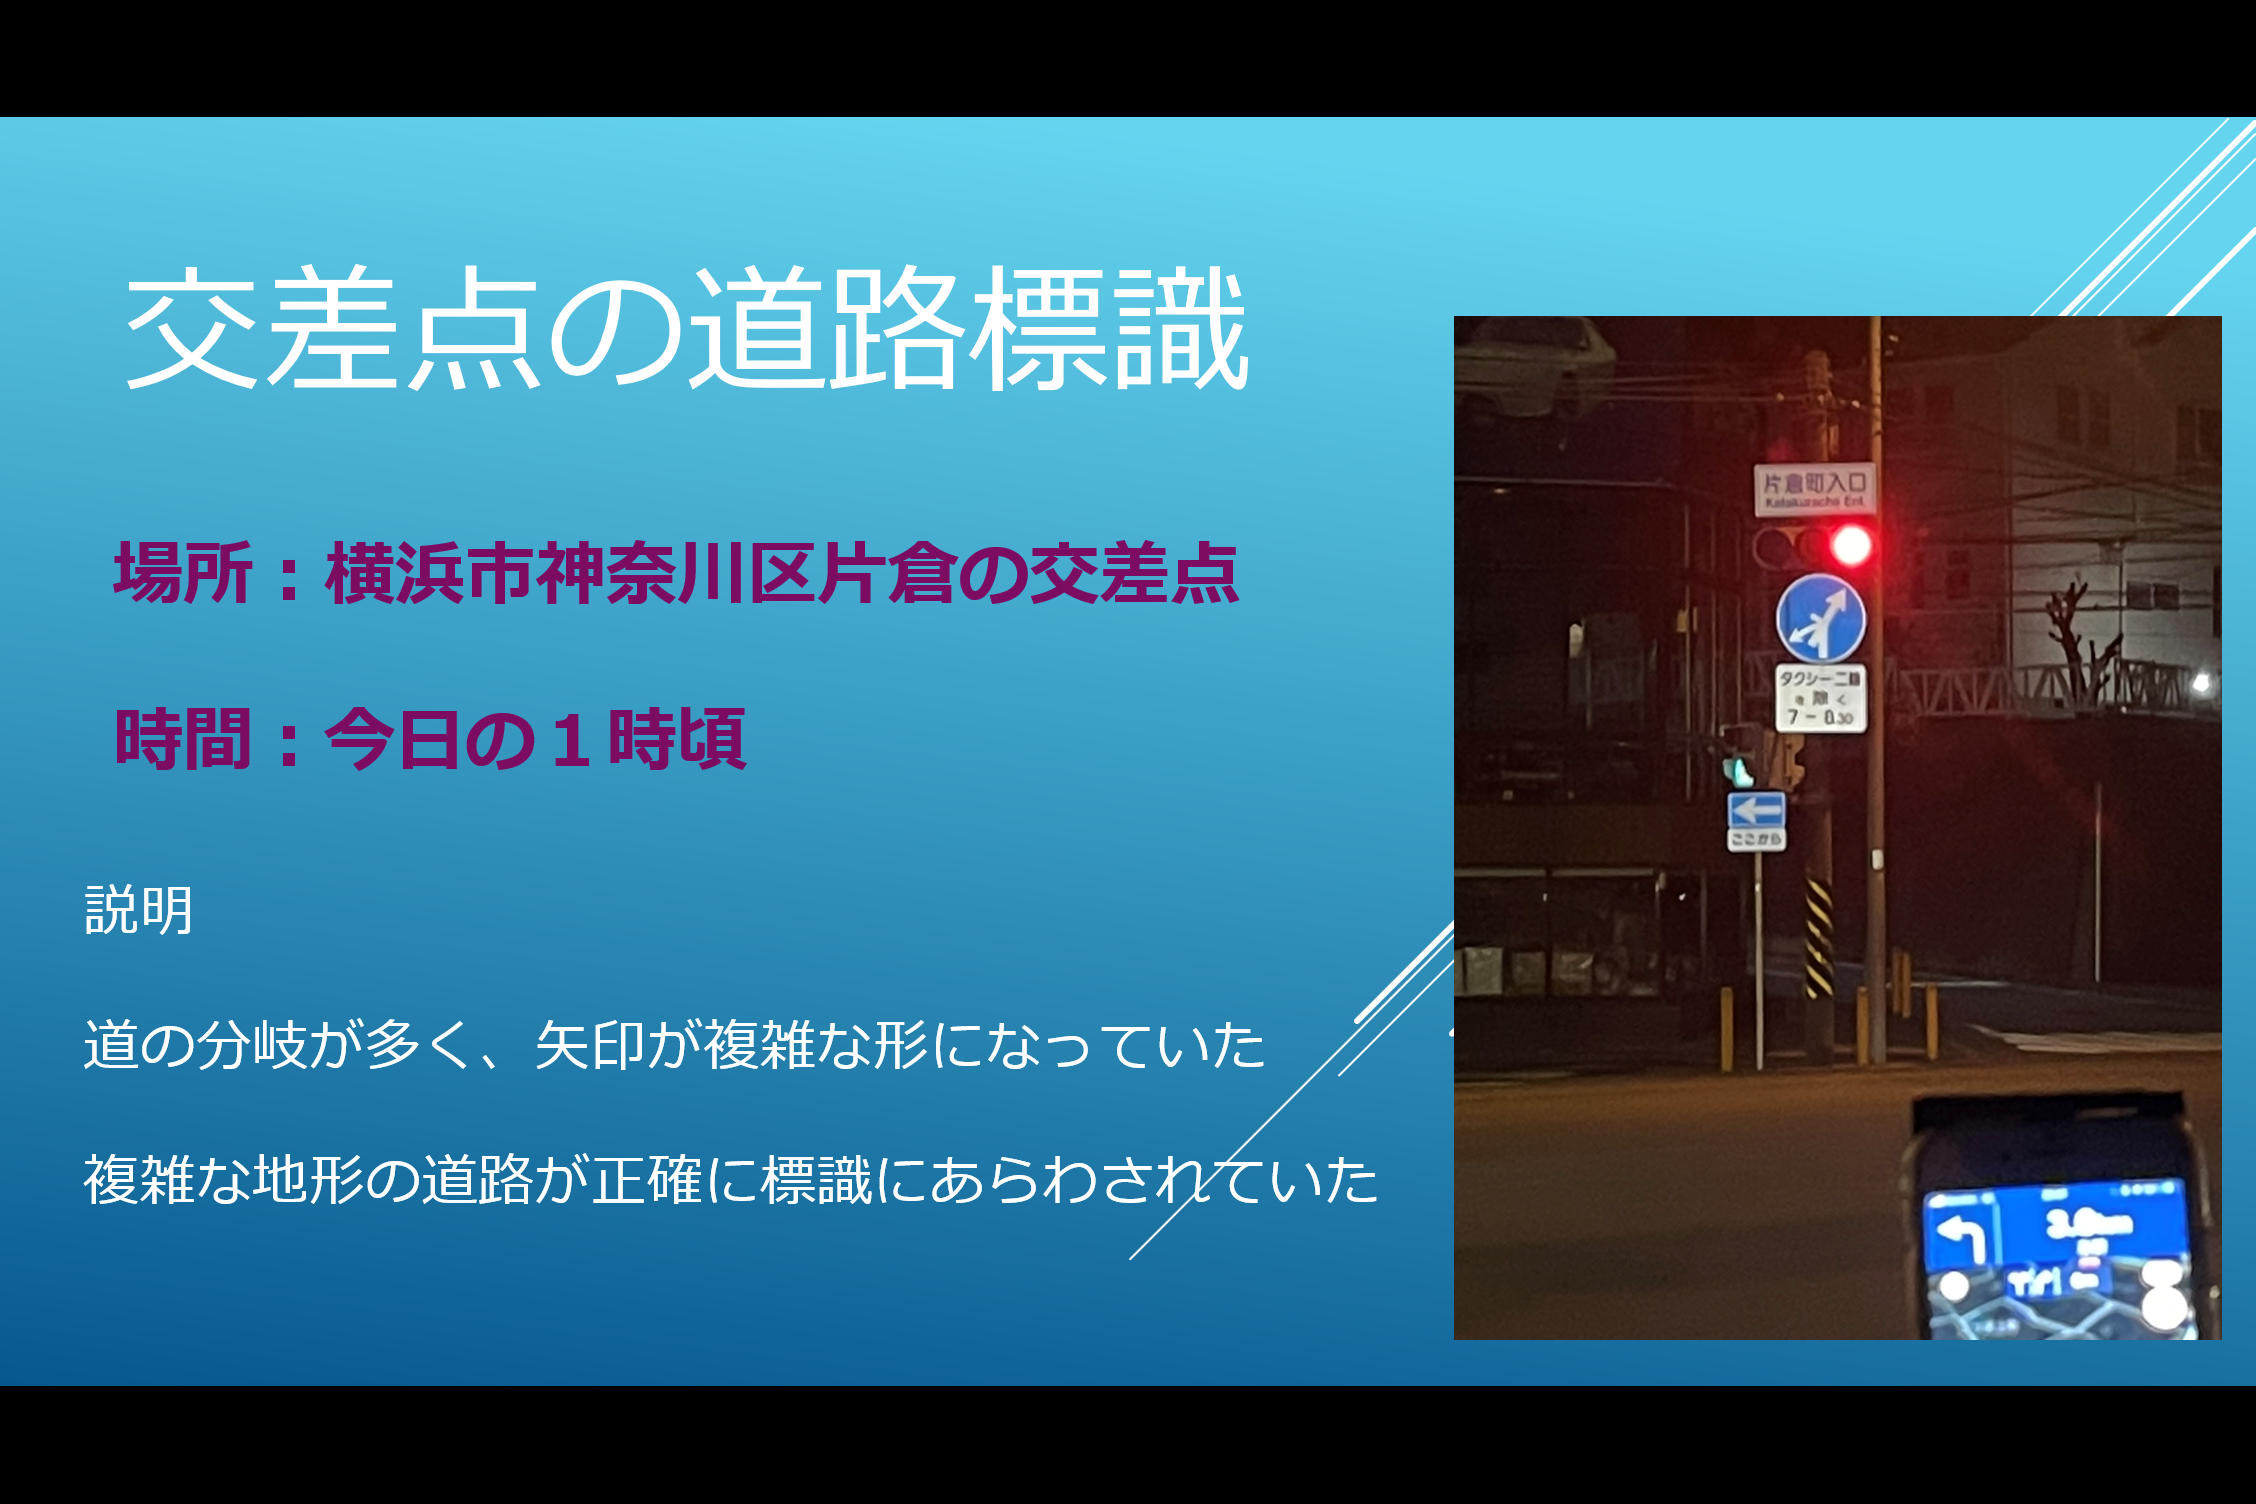 交差点の道路標識
場所：横浜市神奈川区片倉の交差点
時間：今日の１時頃
説明
道の分岐が多く、矢印が複雑な形になっていた
複雑な地形の道路が正確に標識にあらわされていた
片倉町入口
タクシー二輪
を除く
ここから